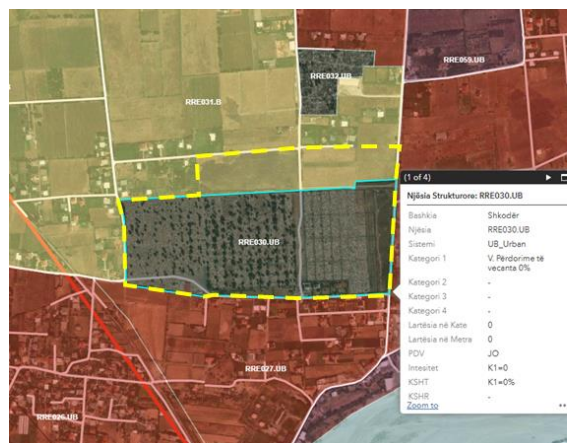 RRE059.UB
RRE032.UB
RRE031.B
RRE030.UB
RRE027.UB
RRE026.UB
(1 of 4)
Njësia Strukturore: RRE030.UB
Bashkia Shkodër
Njësia RRE030.UB
Sistemi UB_Urban
Kategori 1 V. Përdorime të
vecanta 0%
Kategori 2 -
Kategori 3 -
Kategori 4 -
Lartësia në Kate 0
Lartësia në Metra 0
PDV JO
Intesitet K1=0
KSHT K1=0%
KSHR -
Zoom to